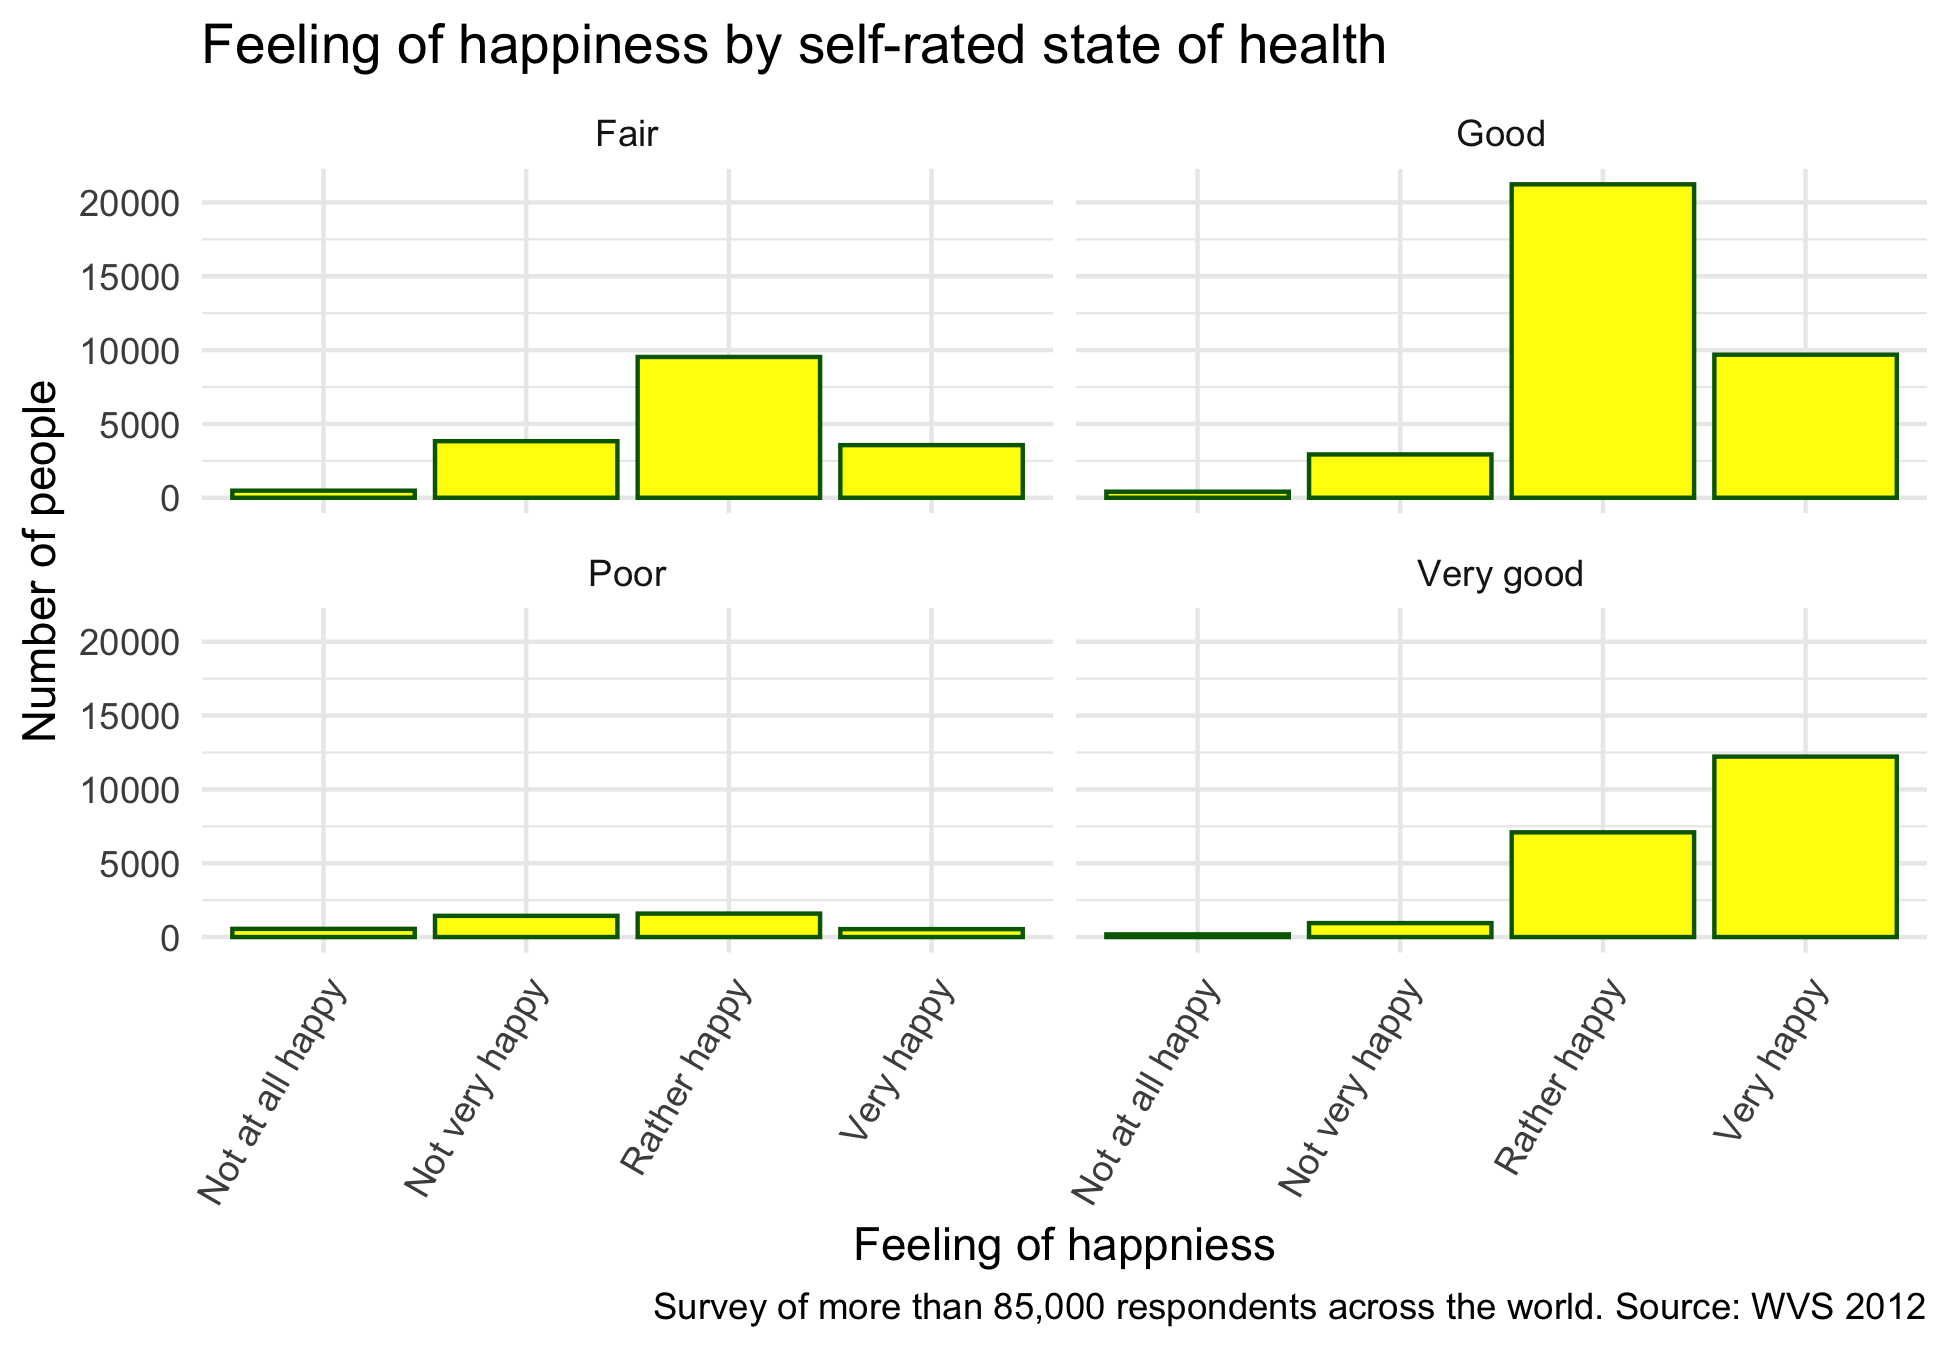 Feeling of happiness by self-rated state of health
Fair
Good
20000
15000
10000
5000
0
Number of people
Poor
Very good
20000
15000
10000
5000
0
Not at all happy
Not very happy
Rather happy
Very happy
Not at all happy
Not very happy
Rather happy
Very happy
Feeling of happniess
Survey of more than 85,000 respondents across the world. Source: WVS 2012